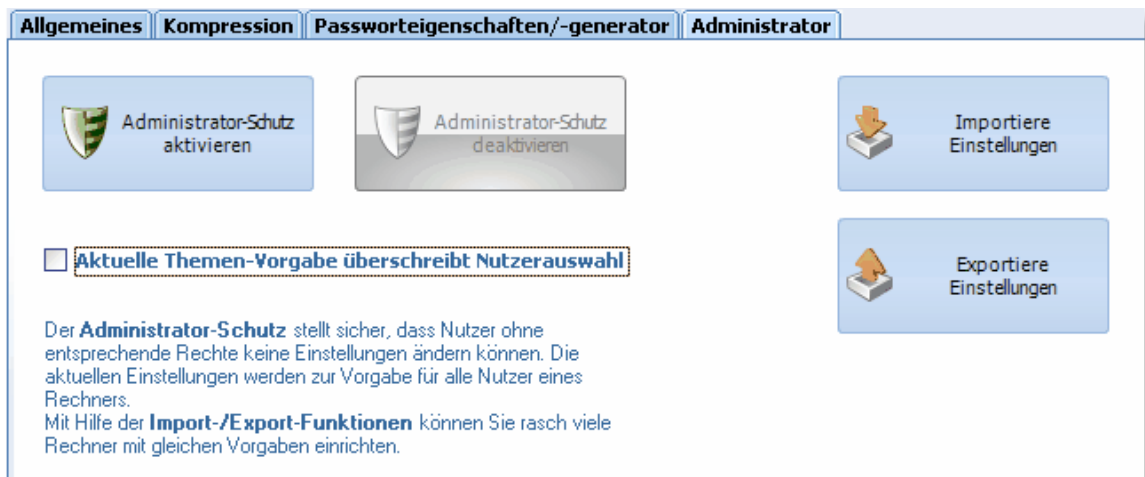 Allgemeines Kompression Passworteigenschaften/-generator Administrator
Administrator-Schutz
aktivieren
Administrator-Schutz
deaktivieren
Importiere
Einstellungen
Aktuelle Themen-Vorgabe überschreibt Nutzerauswahl
Exportiere
Einstellungen
Der Administrator-Schutz stellt sicher, dass Nutzer ohne
entsprechende Rechte keine Einstellungen ändern können. Die
aktuellen Einstellungen werden zur Vorgabe für alle Nutzer eines
Rechners.
Mit Hilfe der Import-/Export-Funktionen können Sie rasch viele
Rechner mit gleichen Vorgaben einrichten.